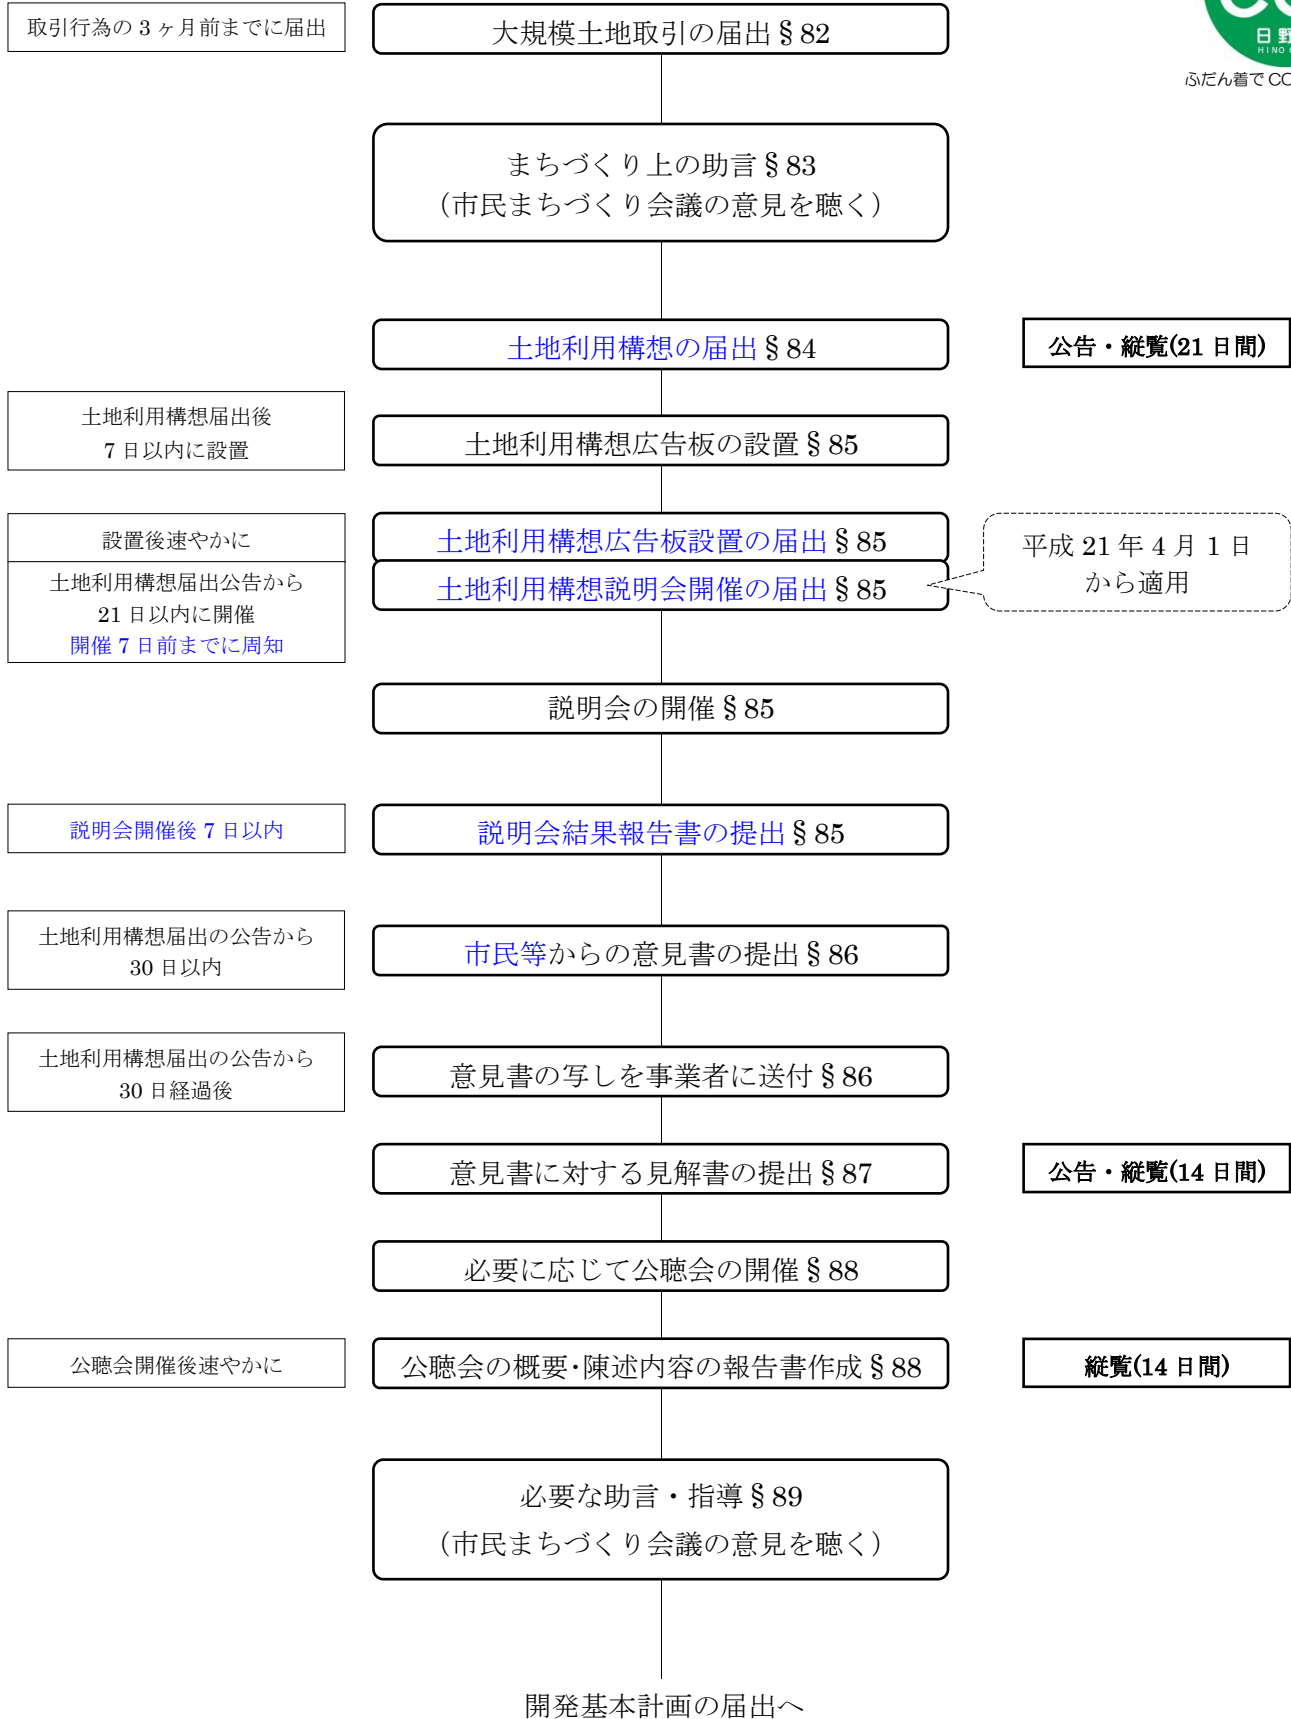 取引行為の 3 ヶ月前までに届出
大規模土地取引の届出§82
日野
HINO
ふだん着で CO
まちづくり上の助言§83
（市民まちづくり会議の意見を聴く）
土地利用構想の届出§84
公告・縦覧(21 日間)
土地利用構想届出後
7 日以内に設置
土地利用構想広告板の設置§85
設置後速やかに
土地利用構想広告板設置の届出§85
土地利用構想届出公告から
21 日以内に開催
開催 7 日前までに周知
土地利用構想説明会開催の届出§85
平成 21 年 4 月 1 日
から適用
説明会の開催§85
説明会開催後 7 日以内
説明会結果報告書の提出§85
土地利用構想届出の公告から
30 日以内
市民等からの意見書の提出§86
土地利用構想届出の公告から
30 日経過後
意見書の写しを事業者に送付§86
意見書に対する見解書の提出§87
公告・縦覧(14 日間)
必要に応じて公聴会の開催§88
公聴会開催後速やかに
公聴会の概要・陳述内容の報告書作成§88
縦覧(14 日間)
必要な助言・指導§89
（市民まちづくり会議の意見を聴く）
開発基本計画の届出へ